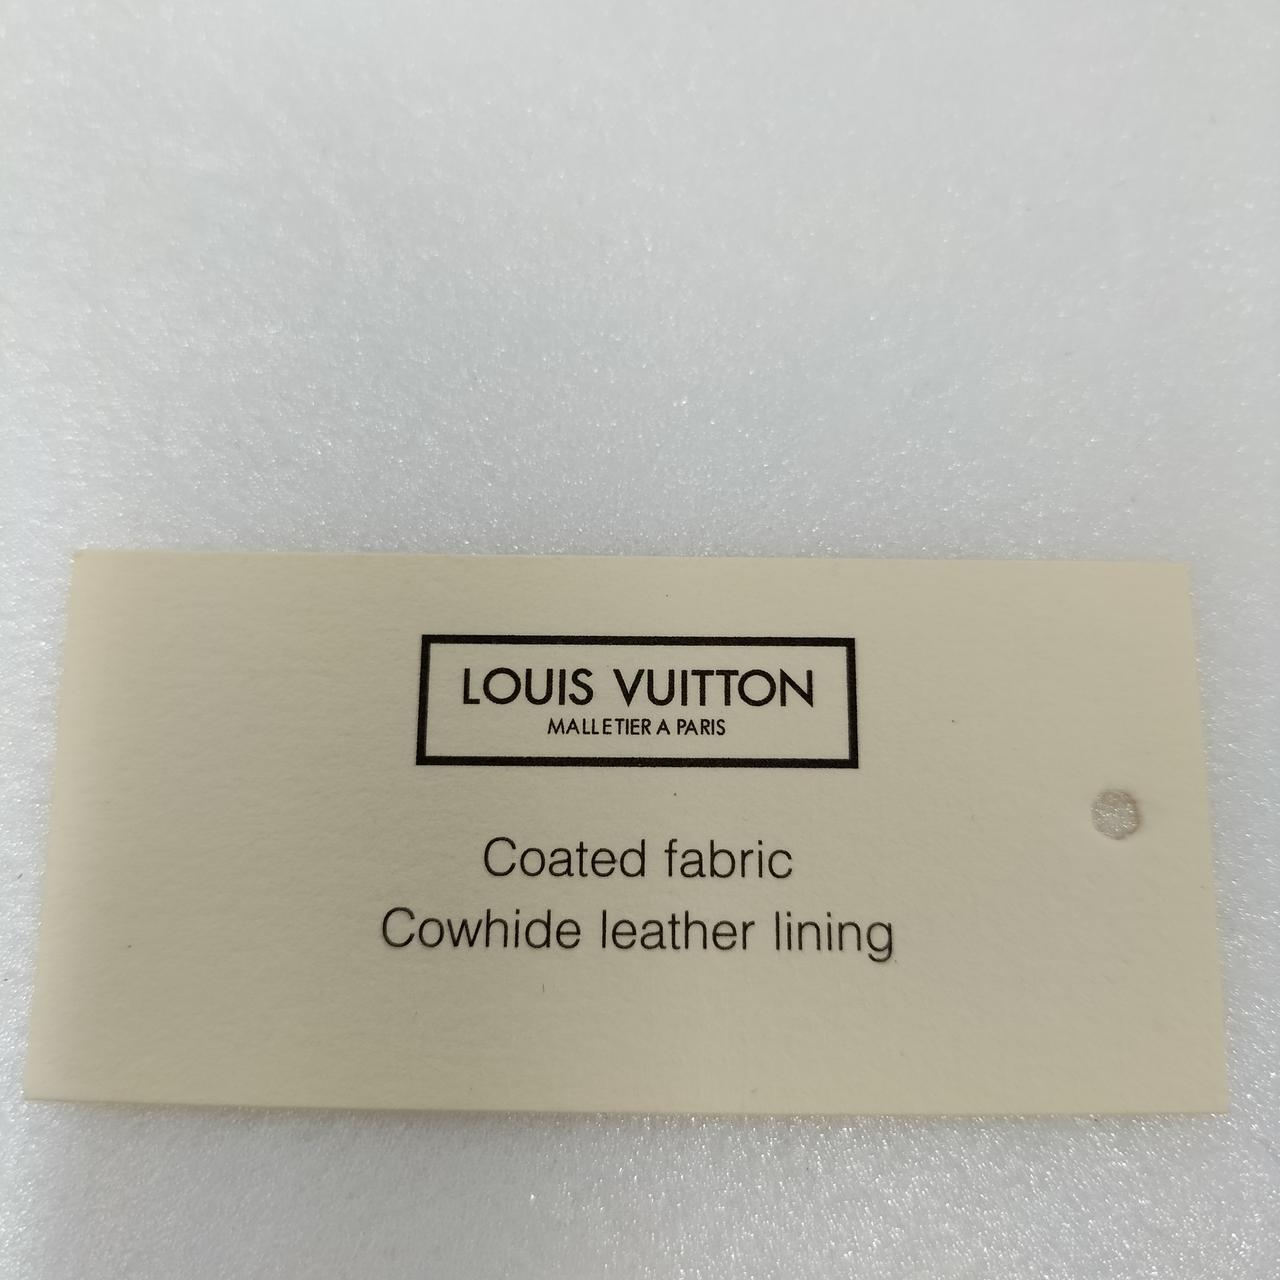 LOUIS VUITTON
MALLETIER A PARIS
Coated fabric
Cowhide leather lining